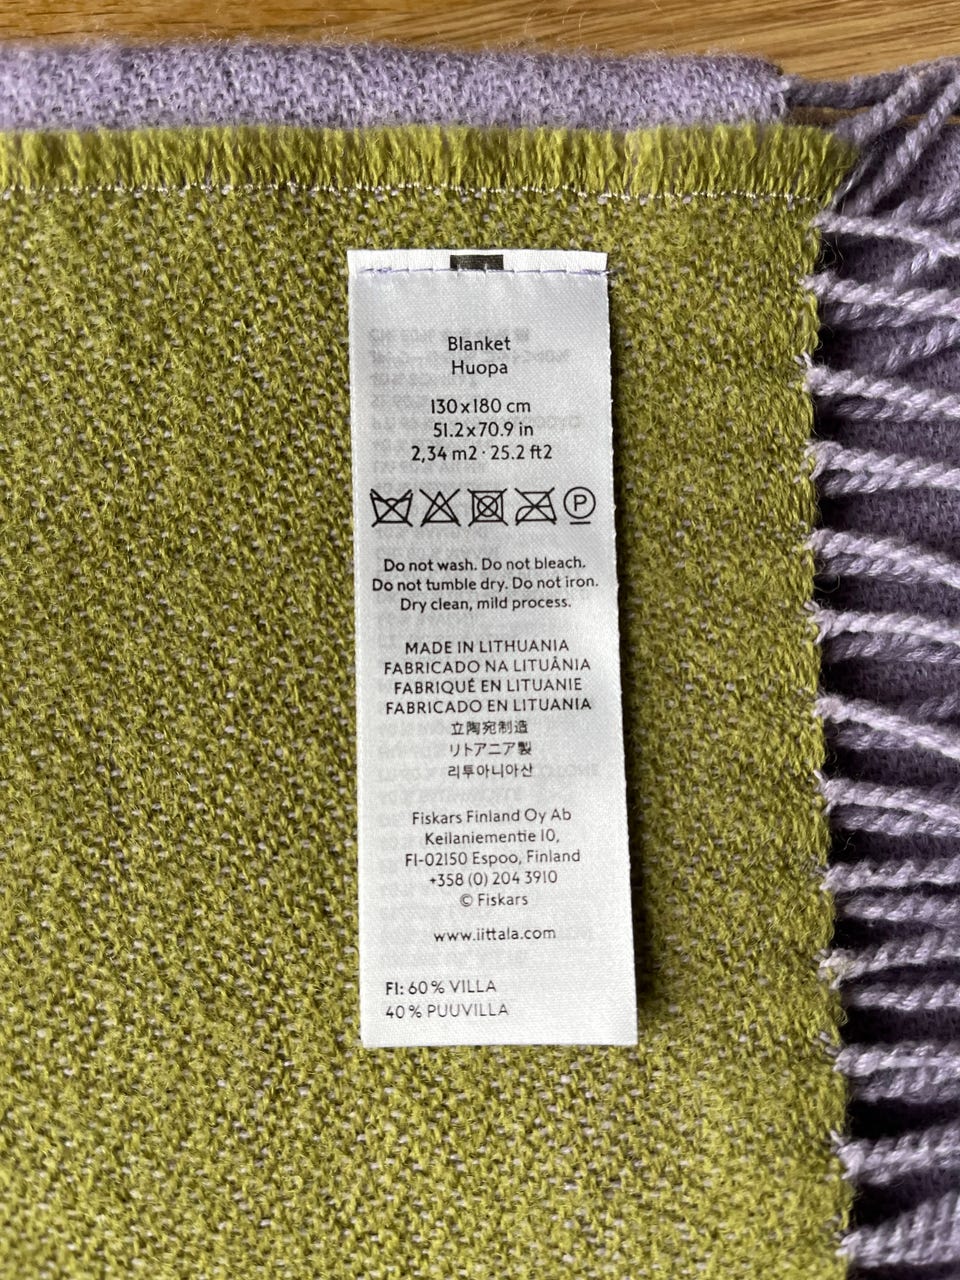 Blanket
Huopa
130x180 cm
51.2x70.9 in
2,34 m2 · 25.2 ft2
P
Do not wash. Do not bleach.
Do not tumble dry. Do not iron.
Dry clean, mild process.
MADE IN LITHUANIA
FABRICADO NA LITUÂNIA
FABRIQUÉ EN LITUANIE
FABRICADO EN LITUANIA
立陶宛制造
リトアニア製
리투아니아산
Fiskars Finland Oy Ab
Keilaniementie 10,
FI-02150 Espoo, Finland
+358 (0) 204 3910
© Fiskars
www.iittala.com
FI: 60 % VILLA
40 % PUUVILLA